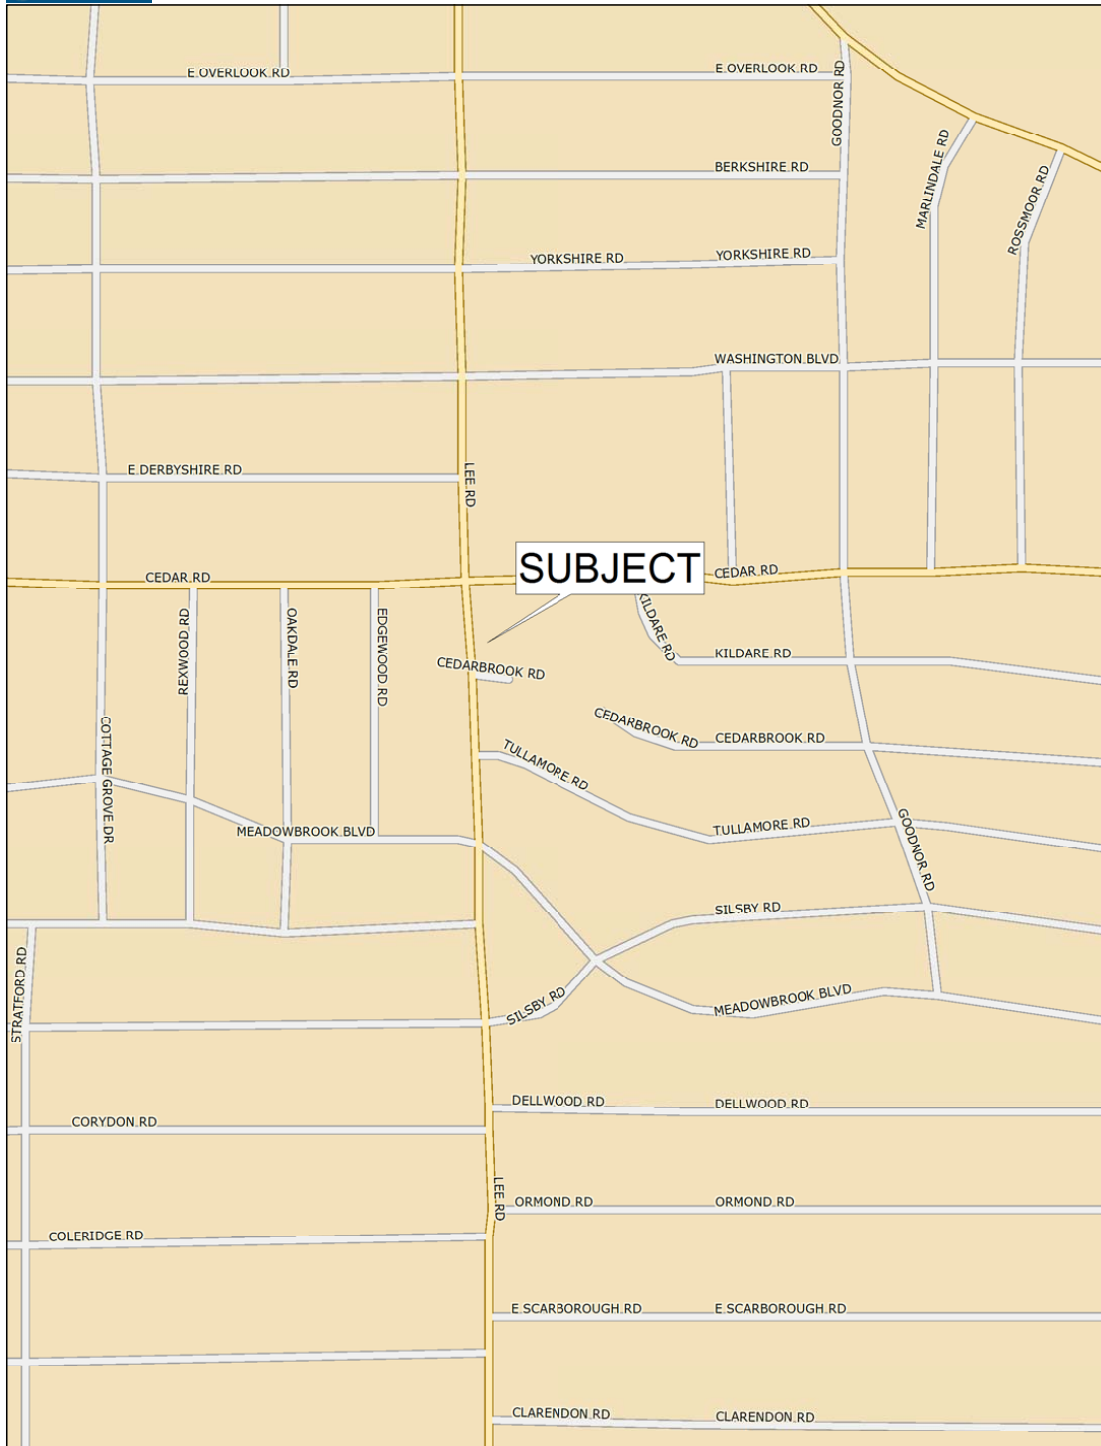 E OVERLOOK RD
E OVERLOOK RD
GOODNOR RD
MARLINDALE RD
BERKSHIRE RD
ROSSMOOR RD
YORKSHIRE RD
YORKSHIRE RD
WASHINGTON BLVD
E DERBYSHIRE RD
LEE RD
SUBJECT
CEDAR RD
CEDAR RD
REXWOOD RD
OAKDALE RD
EDGEWOOD RD
KILDARE RD
KILDARE RD
CEDARBROOK RD
CEDARBROOK RD
CEDARBROOK RD
COTTAGE GROVE DR
TULLAMORE RD
TULLAMORE RD
MEADOWBROOK BLVD
GOODNOR RD
SILSBY RD
STRATFORD RD
SILSBY RD
MEADOWBROOK BLVD
DELLWOOD RD
DELLWOOD RD
CORYDON RD
LEE RD
ORMOND RD
ORMOND RD
COLERIDGE RD
E SCARBOROUGH RD
E SCARBOROUGH RD
CLARENDON RD
CLARENDON RD